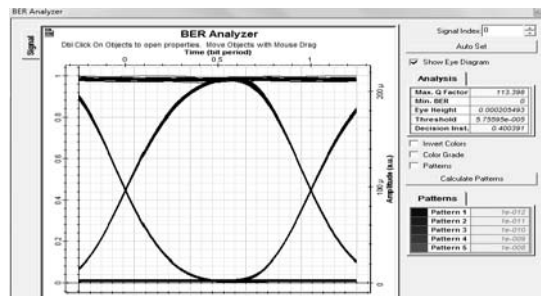 BER Analyzer
BER Analyzer
Dbl Click On Objects to open properties. Move Objects with Mouse Drag
Time (bit period)
0 0.5 1
Signal
1
0.8
0.6
0.4
0.2
0
200 µ
100 µ
0
Amplitude (a.u.)
Signal Index: 0
Auto Set
Show Eye Diagram
Analysis
Max. Q Factor 113.398
Min. BER 0
Eye Height 0.000205493
Threshold 5.75595e-005
Decision Inst. 0.400391
Invert Colors
Color Grade
Patterns
Calculate Patterns
Patterns
Pattern 1 1e-012
Pattern 2 1e-011
Pattern 3 1e-010
Pattern 4 1e-009
Pattern 5 1e-008